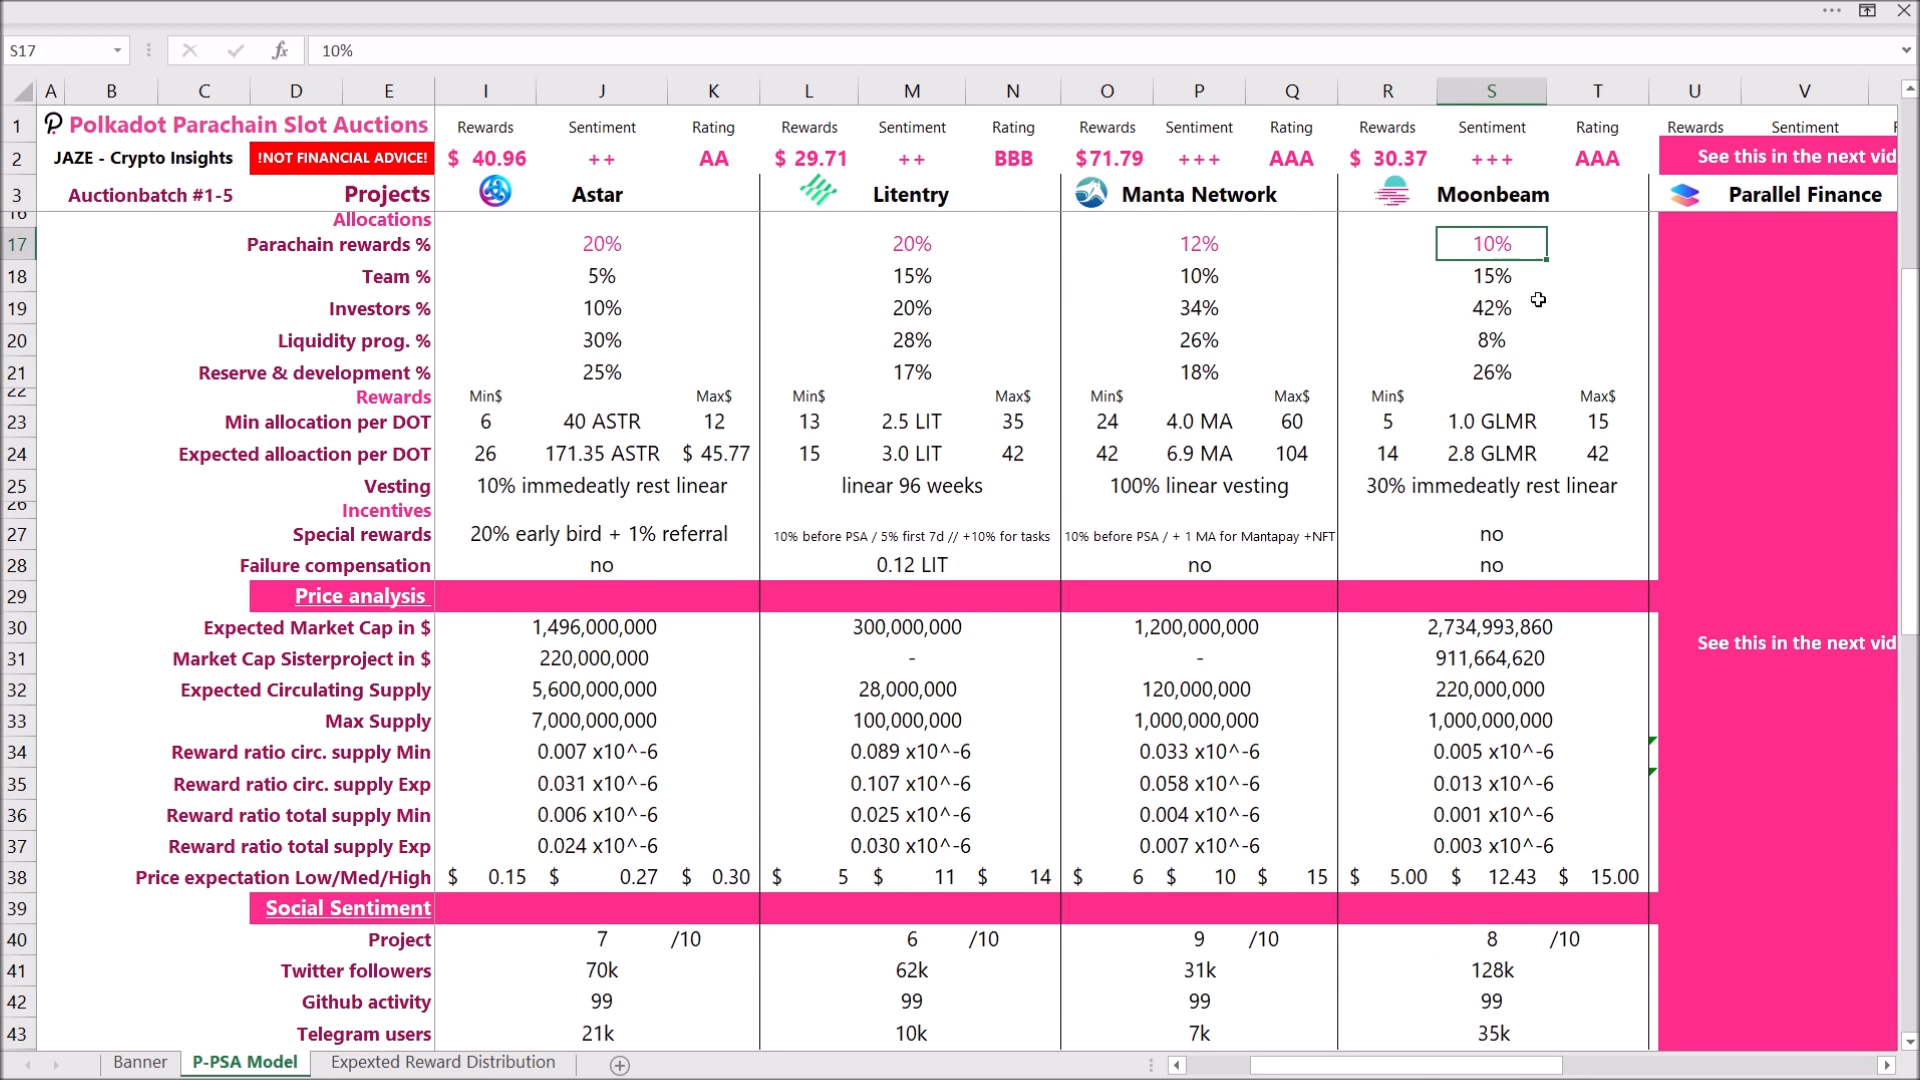 S17 fx 10%
A B C D E I J K L M N O P Q R S T U V
1 Polkadot Parachain Slot Auctions Rewards Sentiment Rating Rewards Sentiment Rating Rewards Sentiment Rating Rewards Sentiment Rating Rewards Sentiment
2 JAZE - Crypto Insights !NOT FINANCIAL ADVICE! $ 40.96 ++ AA $ 29.71 ++ BBB $71.79 +++ AAA $ 30.37 +++ AAA See this in the next vid
3 Auctionbatch #1-5 Projects Astar Litentry Manta Network Moonbeam Parallel Finance
16 Allocations
17 Parachain rewards % 20% 20% 12% 10%
18 Team % 5% 15% 10% 15%
19 Investors % 10% 20% 34% 42%
20 Liquidity prog. % 30% 28% 26% 8%
21 Reserve & development % 25% 17% 18% 26%
22 Rewards Min$ Max$ Min$ Max$ Min$ Max$ Min$ Max$
23 Min allocation per DOT 6 40 ASTR 12 13 2.5 LIT 35 24 4.0 MA 60 5 1.0 GLMR 15
24 Expected alloaction per DOT 26 171.35 ASTR $ 45.77 15 3.0 LIT 42 42 6.9 MA 104 14 2.8 GLMR 42
25 Vesting 10% immedeatly rest linear linear 96 weeks 100% linear vesting 30% immedeatly rest linear
26 Incentives
27 Special rewards 20% early bird + 1% referral 10% before PSA / 5% first 7d // +10% for tasks 10% before PSA / + 1 MA for Mantapay +NFT no
28 Failure compensation no 0.12 LIT no no
29 Price analysis
30 Expected Market Cap in $ 1,496,000,000 300,000,000 1,200,000,000 2,734,993,860
31 Market Cap Sisterproject in $ 220,000,000 - - 911,664,620 See this in the next vid
32 Expected Circulating Supply 5,600,000,000 28,000,000 120,000,000 220,000,000
33 Max Supply 7,000,000,000 100,000,000 1,000,000,000 1,000,000,000
34 Reward ratio circ. supply Min 0.007 x10^-6 0.089 x10^-6 0.033 x10^-6 0.005 x10^-6
35 Reward ratio circ. supply Exp 0.031 x10^-6 0.107 x10^-6 0.058 x10^-6 0.013 x10^-6
36 Reward ratio total supply Min 0.006 x10^-6 0.025 x10^-6 0.004 x10^-6 0.001 x10^-6
37 Reward ratio total supply Exp 0.024 x10^-6 0.030 x10^-6 0.007 x10^-6 0.003 x10^-6
38 Price expectation Low/Med/High $ 0.15 $ 0.27 $ 0.30 $ 5 $ 11 $ 14 $ 6 $ 10 $ 15 $ 5.00 $ 12.43 $ 15.00
39 Social Sentiment
40 Project 7 /10 6 /10 9 /10 8 /10
41 Twitter followers 70k 62k 31k 128k
42 Github activity 99 99 99 99
43 Telegram users 21k 10k 7k 35k
Banner P-PSA Model Expexted Reward Distribution